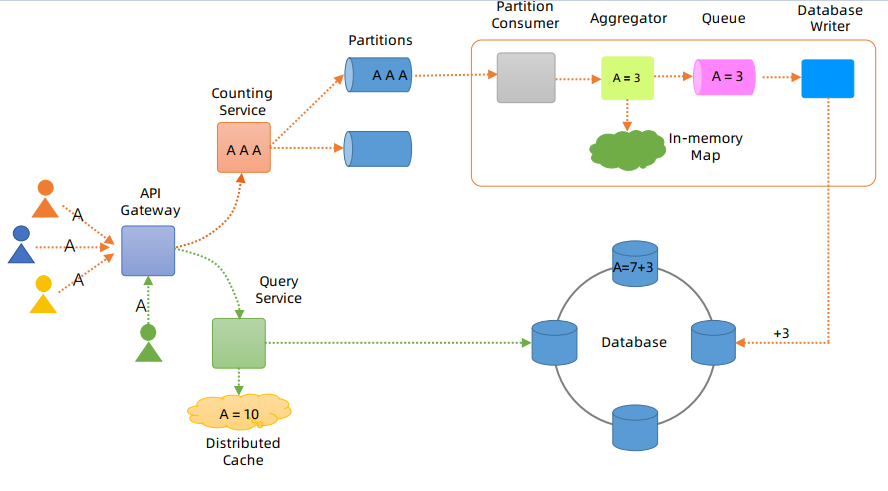 Partition
Consumer
Aggregator
Queue
Database
Writer
Partitions
A A A
A = 3
A = 3
Counting
Service
A A A
In-memory
Map
API
Gateway
A
A
A
A
Query
Service
A=7+3
Database
+3
A = 10
Distributed
Cache